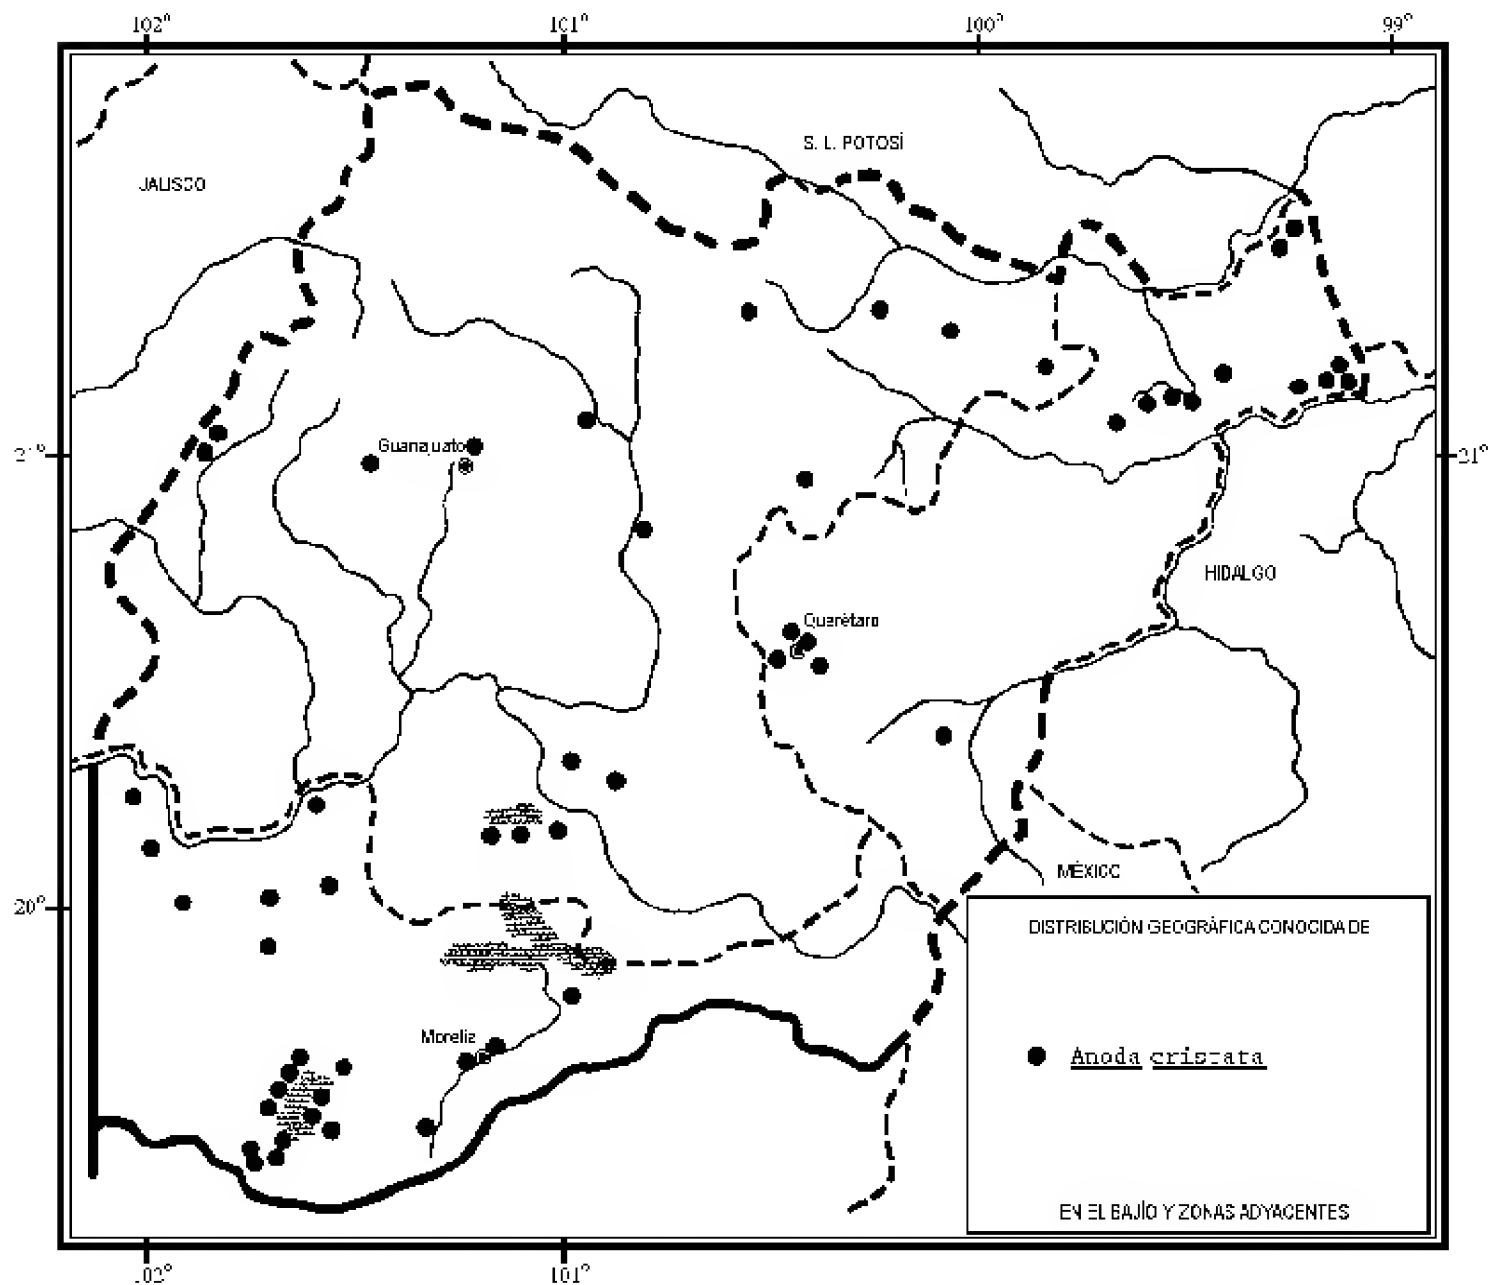 102° 101° 100° 99°
S. L. POTOSÍ
JALISCO
Guanajuato
21° 21°
HIDALGO
Querétaro
MÉXICO
20°
DISTRIBUCIÓN GEOGRÁFICA CONOCIDA DE
Morelia
Anoda cristata
EN EL BAJÍO Y ZONAS ADYACENTES
102° 101°